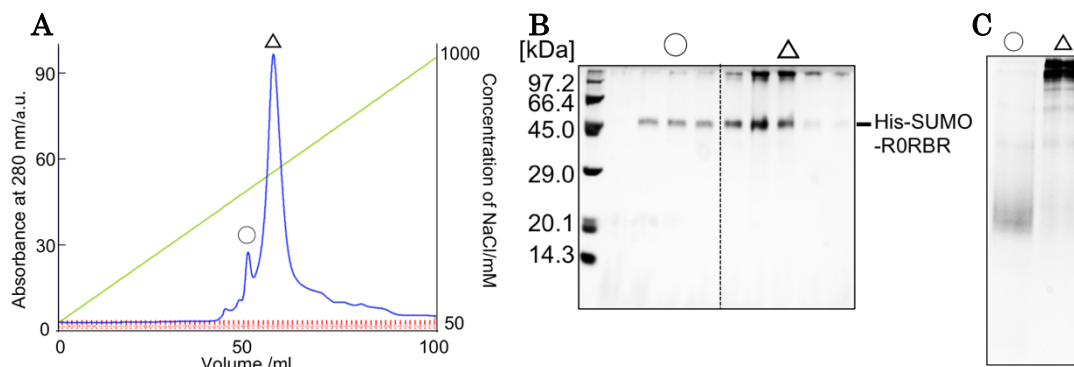 A
Absorbance at 280 nm/a.u.
90
60
30
0
0
50
100
Volume /ml
1000
50
Concentration of NaCl/mM
B
[kDa]
97.2
66.4
45.0
29.0
20.1
14.3
His-SUMO
-R0RBR
C